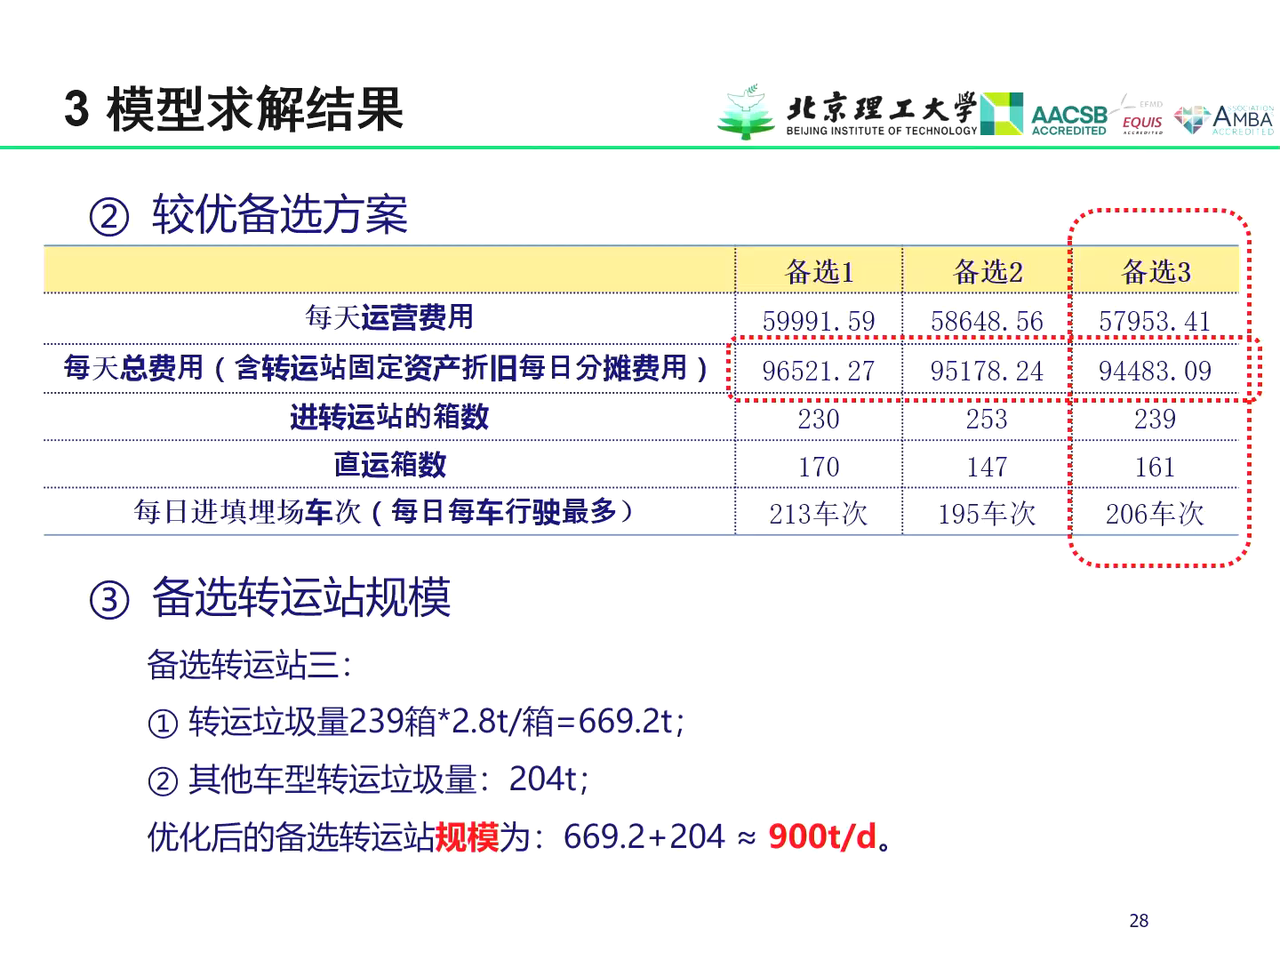 3 模型求解结果
北京理工大学
BEIJING INSTITUTE OF TECHNOLOGY
AACSB
ACCREDITED
EFMD
EQUIS
ACCREDITED
ASSOCIATION
AMBA
ACCREDITED
② 较优备选方案
备选1 备选2 备选3
每天运营费用 59991.59 58648.56 57953.41
每天总费用（含转运站固定资产折旧每日分摊费用） 96521.27 95178.24 94483.09
进转运站的箱数 230 253 239
直运箱数 170 147 161
每日进填埋场车次（每日每车行驶最多） 213车次 195车次 206车次
③ 备选转运站规模
备选转运站三：
① 转运垃圾量239箱*2.8t/箱=669.2t；
② 其他车型转运垃圾量：204t；
优化后的备选转运站规模为：669.2+204 ≈ 900t/d。
28